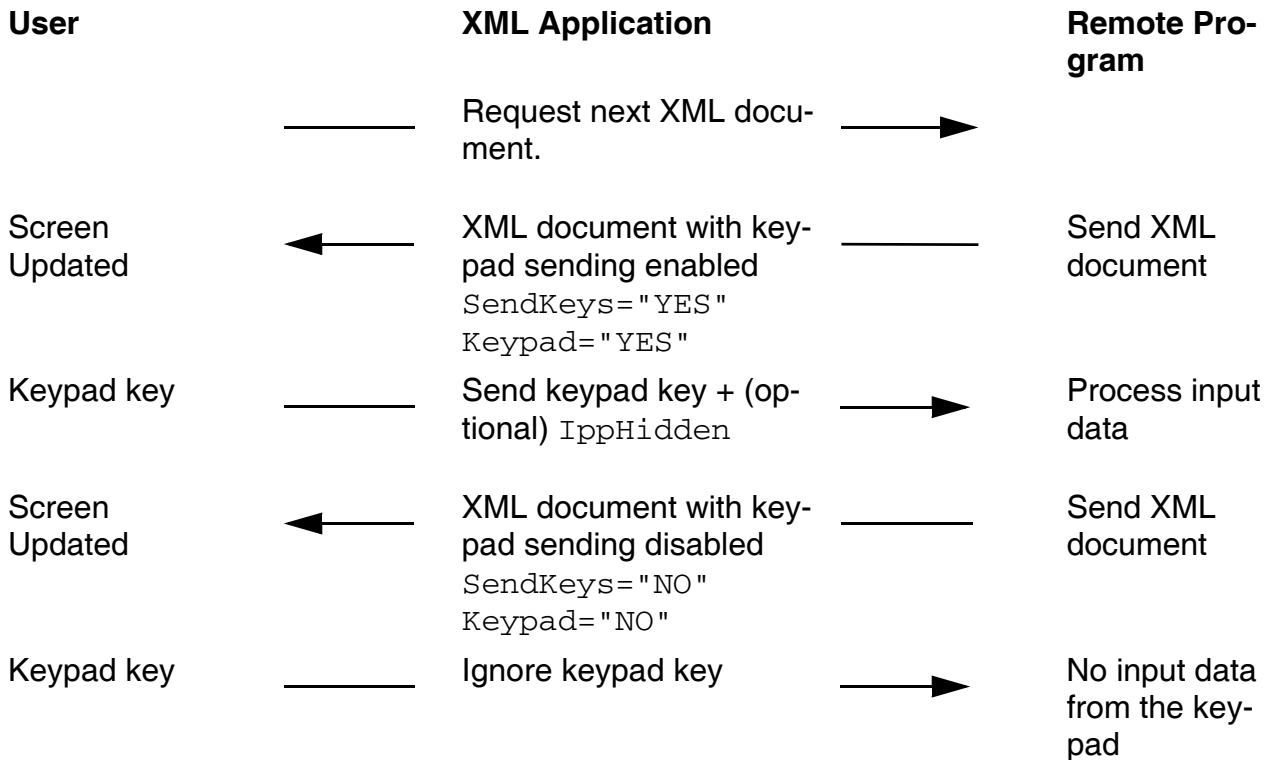 User
XML Application
Remote Pro-
gram
Request next XML docu-
ment.
Screen
Updated
XML document with key-
pad sending enabled
SendKeys="YES"
Keypad="YES"
Send XML
document
Keypad key
Send keypad key + (op-
tional) IppHidden
Process input
data
Screen
Updated
XML document with key-
pad sending disabled
SendKeys="NO"
Keypad="NO"
Send XML
document
Keypad key
Ignore keypad key
No input data
from the key-
pad